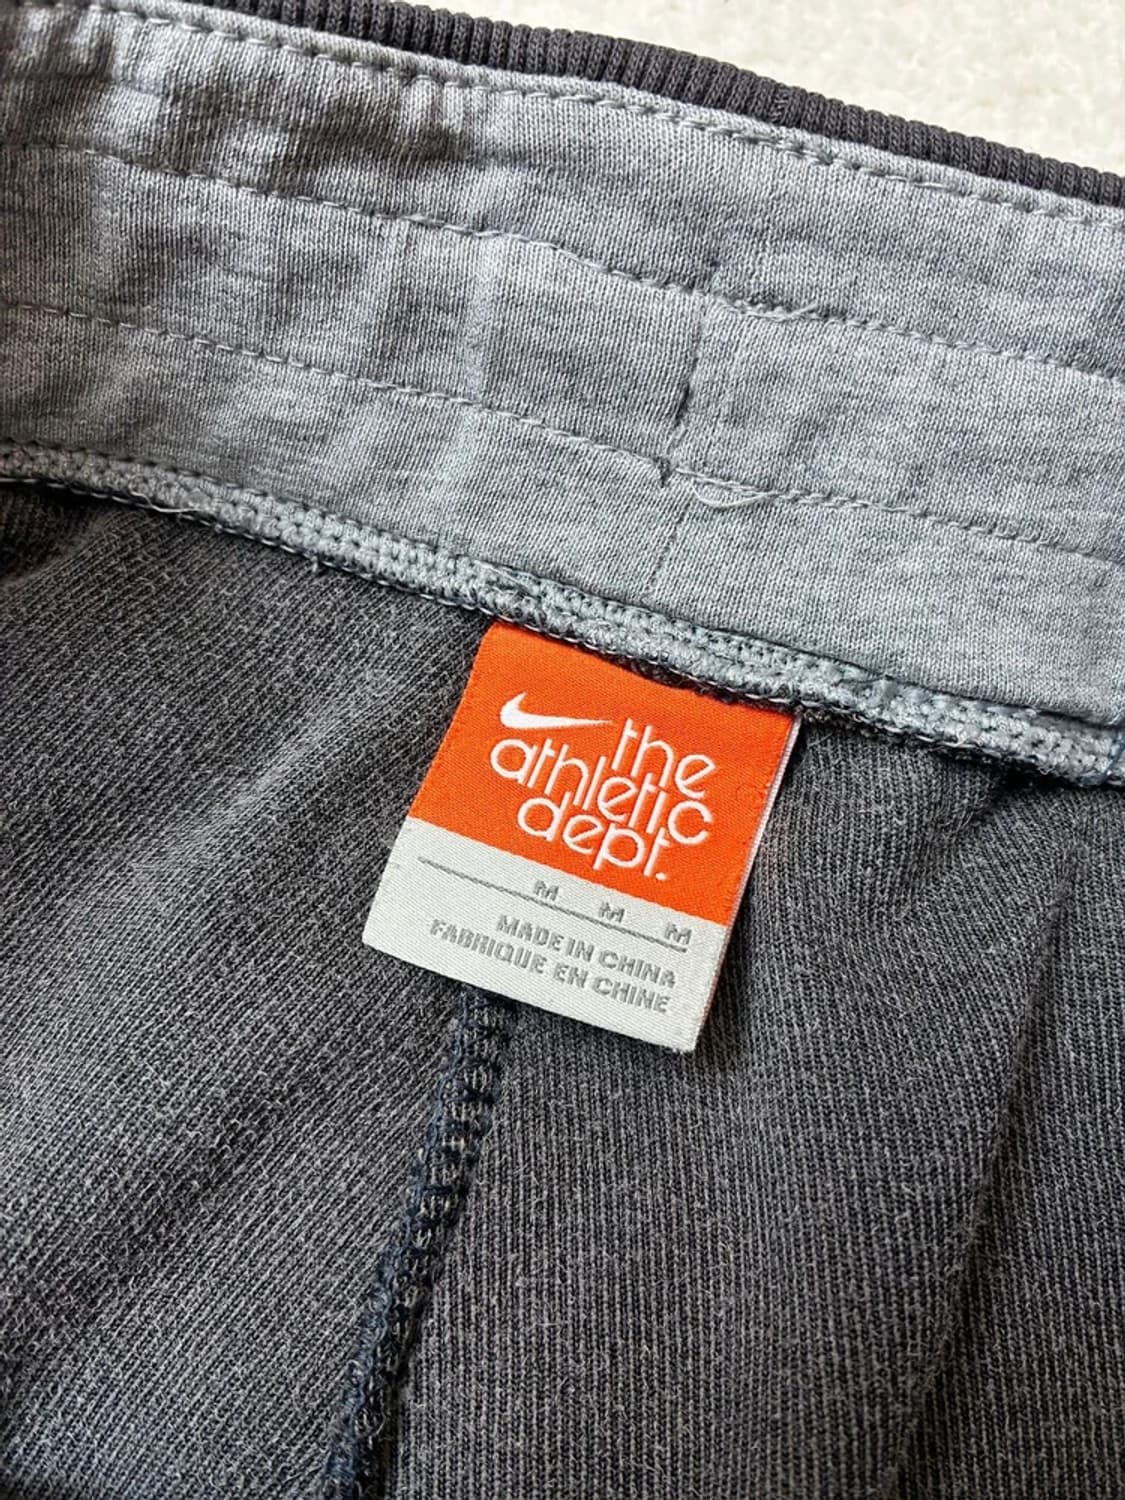 the
athletic
dept.
M M M
MADE IN CHINA
FABRIQUE EN CHINE